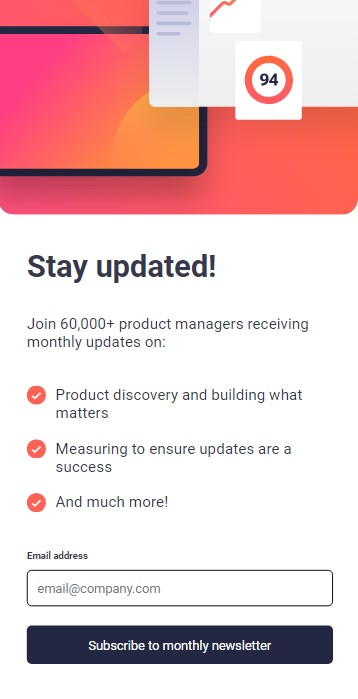 94
Stay updated!
Join 60,000+ product managers receiving
monthly updates on:
Product discovery and building what
matters
Measuring to ensure updates are a
success
And much more!
Email address
email@company.com
Subscribe to monthly newsletter